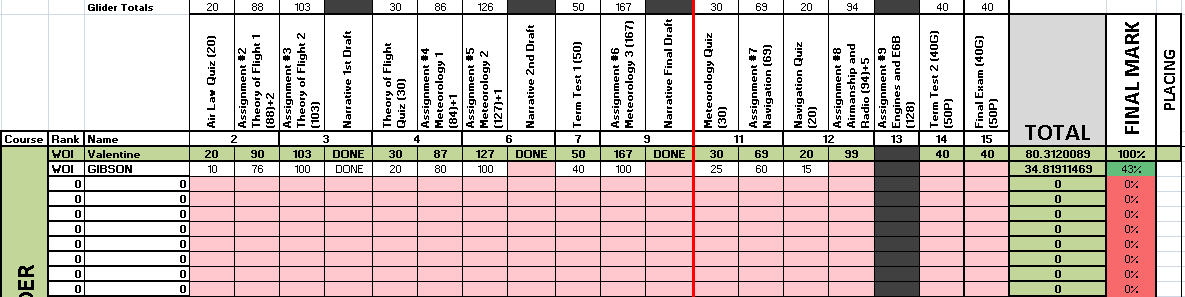 Glider Totals 20 88 103 30 86 126 50 167 30 69 20 94 40 40
Air Law Quiz (20)
Assignment #2
Theory of Flight 1
(88)+2
Assignment #3
Theory of Flight 2
(103)
Narrative 1st Draft
Theory of Flight
Quiz (30)
Assignment #4
Meteorology 1
(84)+1
Assignment #5
Meteorology 2
(127)+1
Narrative 2nd Draft
Term Test 1 (50)
Assignment #6
Meteorology 3 (167)
Narrative Final Draft
Meteorology Quiz
(30)
Assignment #7
Navigation (69)
Navigation Quiz
(20)
Assignment #8
Airmanship and
Radio (94)+5
Assignment #9
Engines and E6B
(128)
Term Test 2 (40G)
(50P)
Final Exam (40G)
(50P)
TOTAL
FINAL MARK
PLACING
Course Rank Name 2 3 4 6 7 9 11 12 13 14 15
WOI Valentine 20 90 103 DONE 30 87 127 DONE 50 167 DONE 30 69 20 99 40 40 80.3120089 100%
WOI GIBSON 10 76 100 DONE 20 80 100 40 100 25 60 15 34.81911469 43%
0 0 0 0%
0 0 0 0%
0 0 0 0%
0 0 0 0%
0 0 0 0%
0 0 0 0%
0 0 0 0%
0 0 0 0%
DER